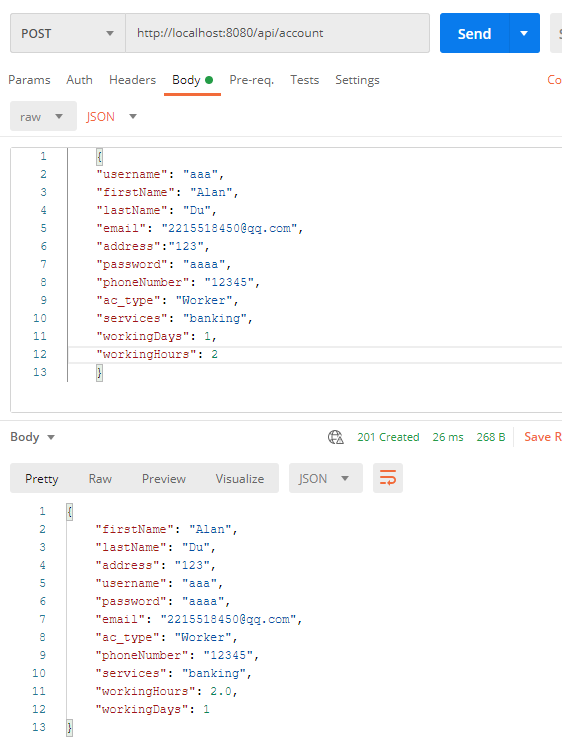 POST http://localhost:8080/api/account Send
Params Auth Headers Body Pre-req. Tests Settings Co
raw JSON
1 {
2 "username": "aaa",
3 "firstName": "Alan",
4 "lastName": "Du",
5 "email": "2215518450@qq.com",
6 "address":"123",
7 "password": "aaaa",
8 "phoneNumber": "12345",
9 "ac_type": "Worker",
10 "services": "banking",
11 "workingDays": 1,
12 "workingHours": 2
13 }
Body 201 Created 26 ms 268 B Save R
Pretty Raw Preview Visualize JSON
1 {
2 "firstName": "Alan",
3 "lastName": "Du",
4 "address": "123",
5 "username": "aaa",
6 "password": "aaaa",
7 "email": "2215518450@qq.com",
8 "ac_type": "Worker",
9 "phoneNumber": "12345",
10 "services": "banking",
11 "workingHours": 2.0,
12 "workingDays": 1
13 }